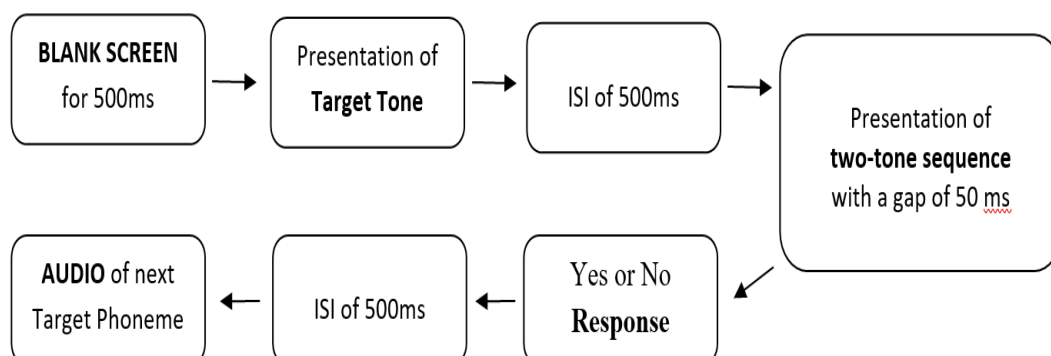 BLANK SCREEN
for 500ms
Presentation of
Target Tone
ISI of 500ms
Presentation of
two-tone sequence
with a gap of 50 ms
Yes or No
Response
ISI of 500ms
AUDIO of next
Target Phoneme